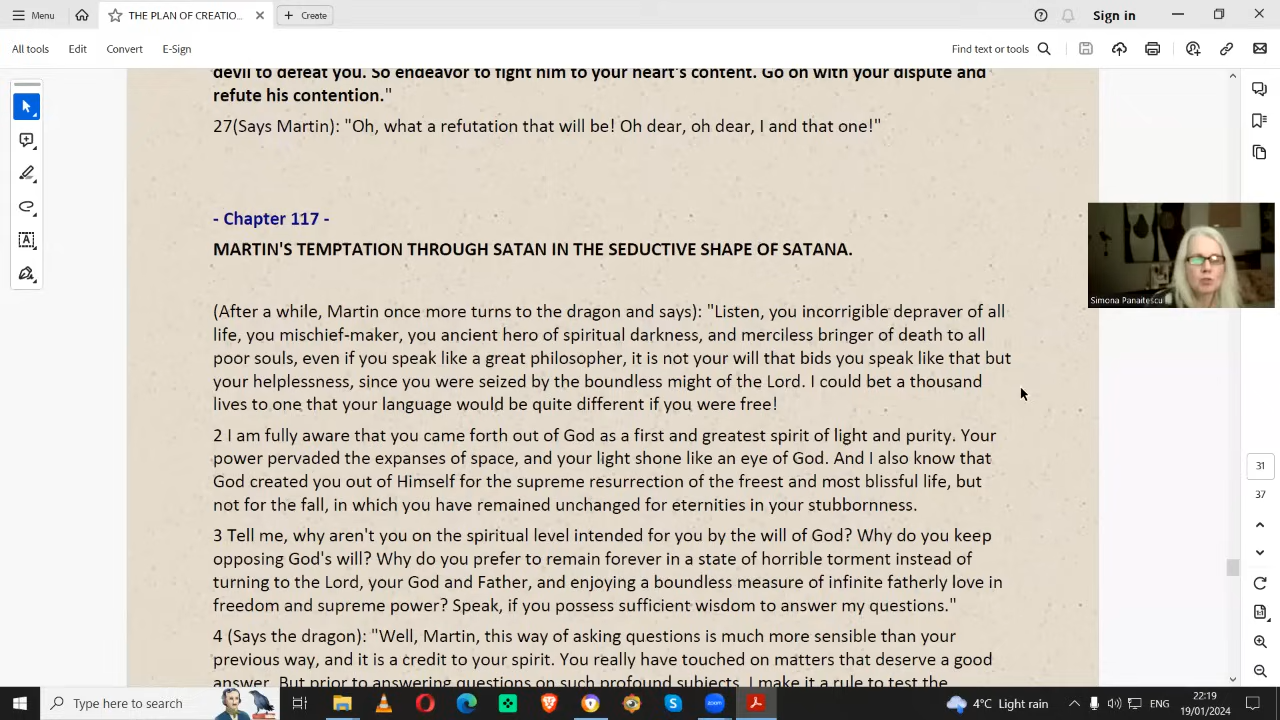 Menu
THE PLAN OF CREATIO...
Create
Sign in
All tools
Edit
Convert
E-Sign
Find text or tools
devil to defeat you. So endeavor to fight him to your heart's content. Go on with your dispute and
refute his contention."
27(Says Martin): "Oh, what a refutation that will be! Oh dear, oh dear, I and that one!"
- Chapter 117 -
MARTIN'S TEMPTATION THROUGH SATAN IN THE SEDUCTIVE SHAPE OF SATANA.
(After a while, Martin once more turns to the dragon and says): "Listen, you incorrigible depraver of all
life, you mischief-maker, you ancient hero of spiritual darkness, and merciless bringer of death to all
poor souls, even if you speak like a great philosopher, it is not your will that bids you speak like that but
your helplessness, since you were seized by the boundless might of the Lord. I could bet a thousand
lives to one that your language would be quite different if you were free!
2 I am fully aware that you came forth out of God as a first and greatest spirit of light and purity. Your
power pervaded the expanses of space, and your light shone like an eye of God. And I also know that
God created you out of Himself for the supreme resurrection of the freest and most blissful life, but
not for the fall, in which you have remained unchanged for eternities in your stubbornness.
3 Tell me, why aren't you on the spiritual level intended for you by the will of God? Why do you keep
opposing God's will? Why do you prefer to remain forever in a state of horrible torment instead of
turning to the Lord, your God and Father, and enjoying a boundless measure of infinite fatherly love in
freedom and supreme power? Speak, if you possess sufficient wisdom to answer my questions."
4 (Says the dragon): "Well, Martin, this way of asking questions is much more sensible than your
previous way, and it is a credit to your spirit. You really have touched on matters that deserve a good
answer. But prior to answering questions on such profound subjects, I make it a rule to test the
Simona Panaitescu
31
37
Type here to search
4°C Light rain
ENG
22:19
19/01/2024